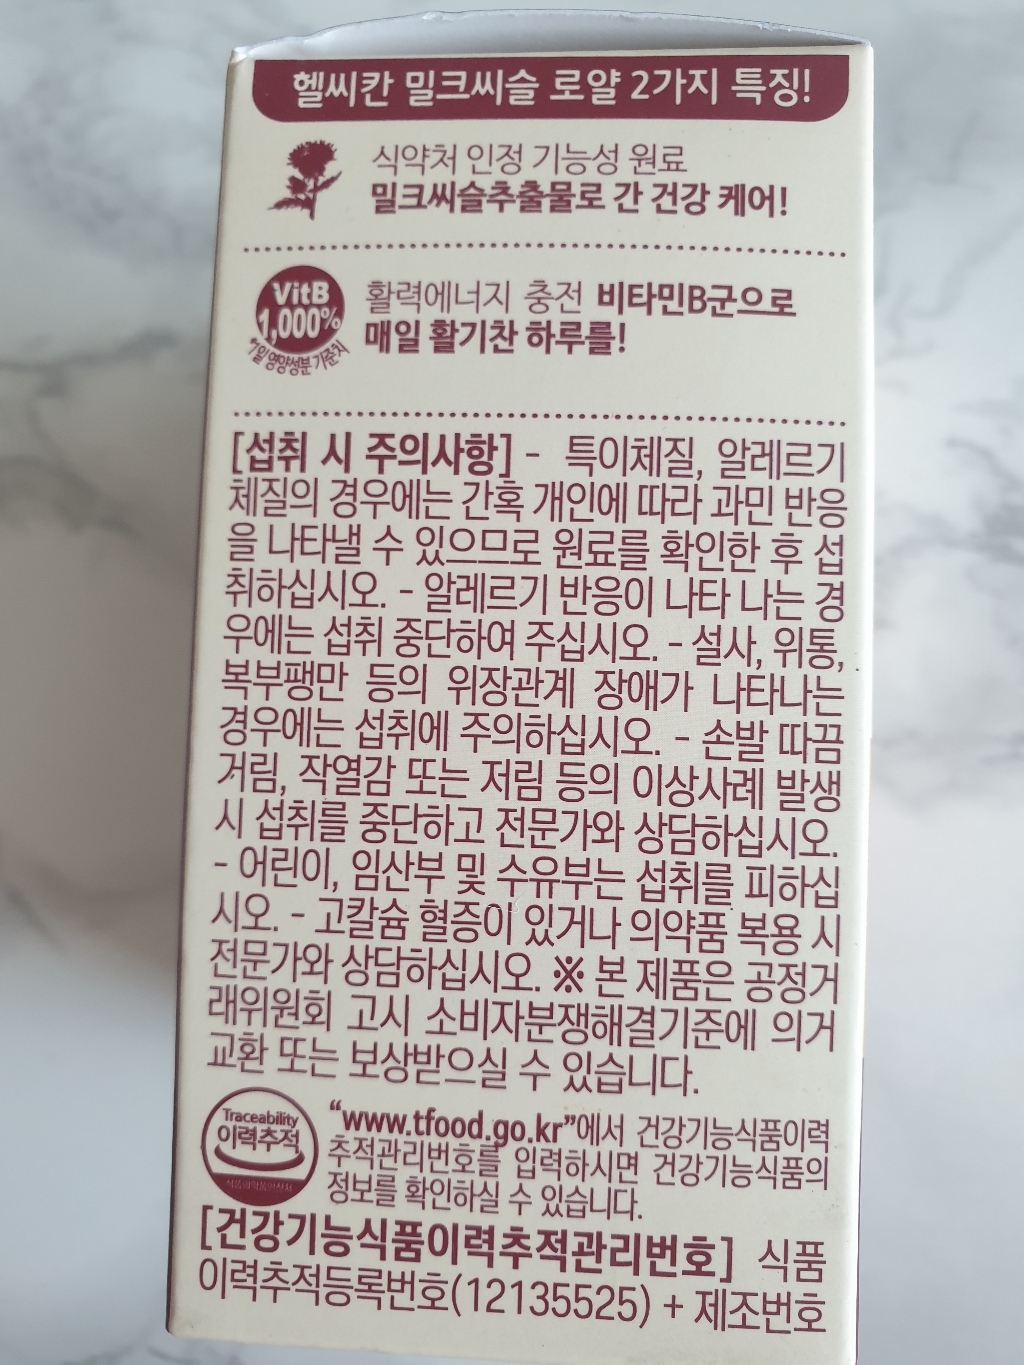 헬씨칸 밀크씨슬 로얄 2가지 특징!
식약처 인정 기능성 원료
밀크씨슬추출물로 간 건강 케어!
VitB
1,000%
*1일 영양성분 기준치
활력에너지 충전 비타민B군으로
매일 활기찬 하루를!
[섭취 시 주의사항] - 특이체질, 알레르기
체질의 경우에는 간혹 개인에 따라 과민 반응
을 나타낼 수 있으므로 원료를 확인한 후 섭
취하십시오. - 알레르기 반응이 나타 나는 경
우에는 섭취 중단하여 주십시오. - 설사, 위통,
복부팽만 등의 위장관계 장애가 나타나는
경우에는 섭취에 주의하십시오. - 손발 따끔
거림, 작열감 또는 저림 등의 이상사례 발생
시 섭취를 중단하고 전문가와 상담하십시오.
- 어린이, 임산부 및 수유부는 섭취를 피하십
시오. - 고칼슘 혈증이 있거나 의약품 복용 시
전문가와 상담하십시오. ※ 본 제품은 공정거
래위원회 고시 소비자분쟁해결기준에 의거
교환 또는 보상받으실 수 있습니다.
Traceability
이력추적
식품의약품안전처
“www.tfood.go.kr”에서 건강기능식품이력
추적관리번호를 입력하시면 건강기능식품의
정보를 확인하실 수 있습니다.
[건강기능식품이력추적관리번호] 식품
이력추적등록번호(12135525) + 제조번호